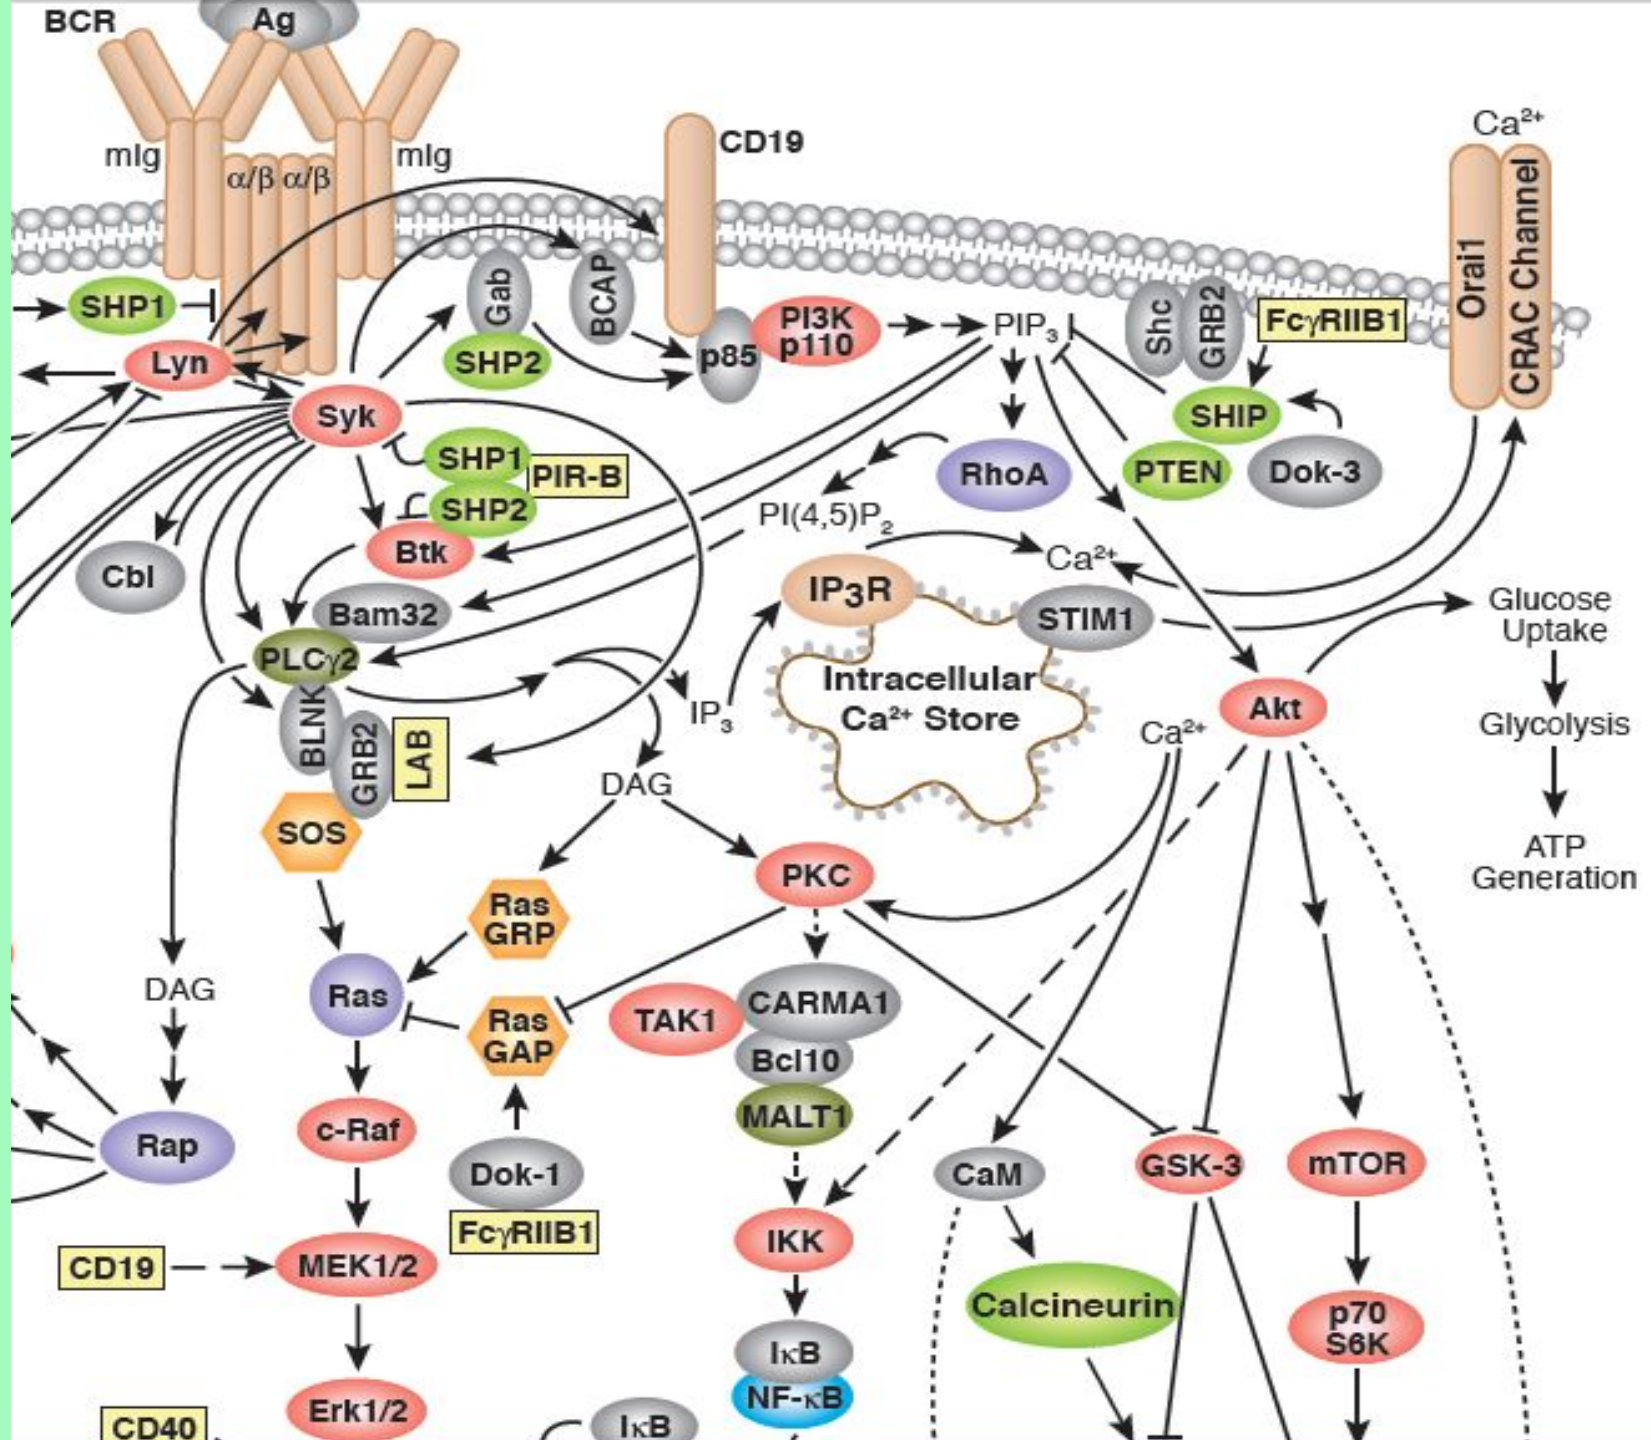 BCR
Ag
mIg
mIg
α/β α/β
CD19
Ca²⁺
Orai1
CRAC Channel
SHP1
Lyn
Syk
Gab
SHP2
BCAP
p85
PI3K
p110
PIP₃
Shc
GRB2
FcγRIIB1
SHIP
PTEN
Dok-3
RhoA
PI(4,5)P₂
SHP1
SHP2
PIR-B
Btk
Cbl
Bam32
PLCγ2
BLNK
GRB2
LAB
SOS
IP₃
IP3R
Ca²⁺
STIM1
Intracellular
Ca²⁺ Store
Glucose
Uptake
Glycolysis
ATP
Generation
Akt
Ca²⁺
DAG
PKC
Ras
GRP
Ras
DAG
Ras
GAP
TAK1
CARMA1
Bcl10
MALT1
Rap
c-Raf
Dok-1
FcγRIIB1
CaM
GSK-3
mTOR
CD19
MEK1/2
IKK
Calcineurin
p70
S6K
IκB
NF-κB
Erk1/2
CD40
IκB